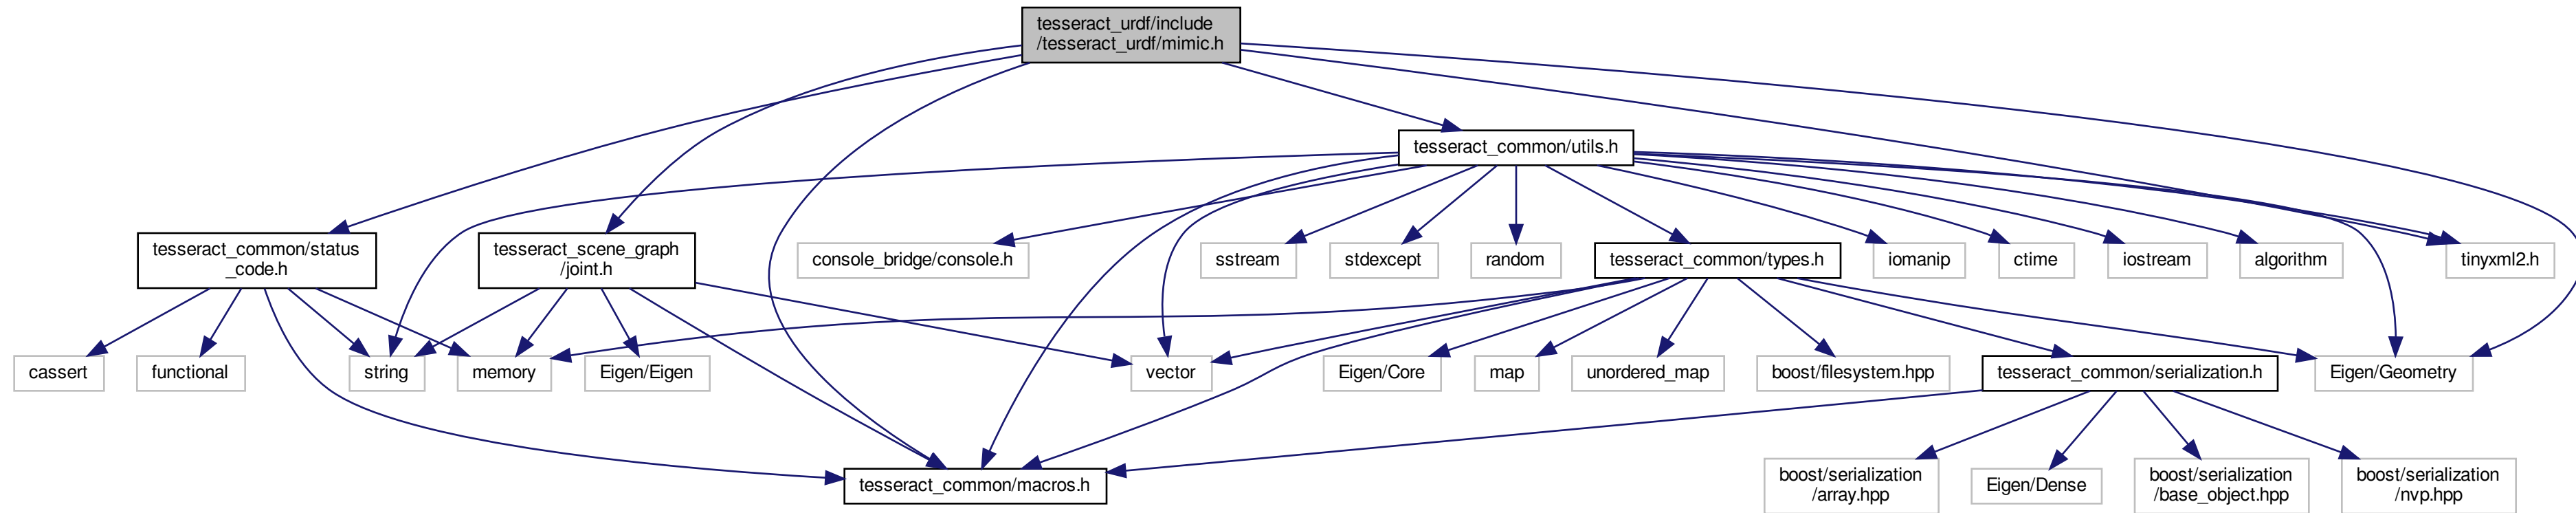 tesseract_urdf/include
/tesseract_urdf/mimic.h
tesseract_common/utils.h
tesseract_common/status
_code.h
tesseract_scene_graph
/joint.h
console_bridge/console.h
sstream
stdexcept
random
tesseract_common/types.h
iomanip
ctime
iostream
algorithm
tinyxml2.h
cassert
functional
string
memory
Eigen/Eigen
vector
Eigen/Core
map
unordered_map
boost/filesystem.hpp
tesseract_common/serialization.h
Eigen/Geometry
tesseract_common/macros.h
boost/serialization
/array.hpp
Eigen/Dense
boost/serialization
/base_object.hpp
boost/serialization
/nvp.hpp